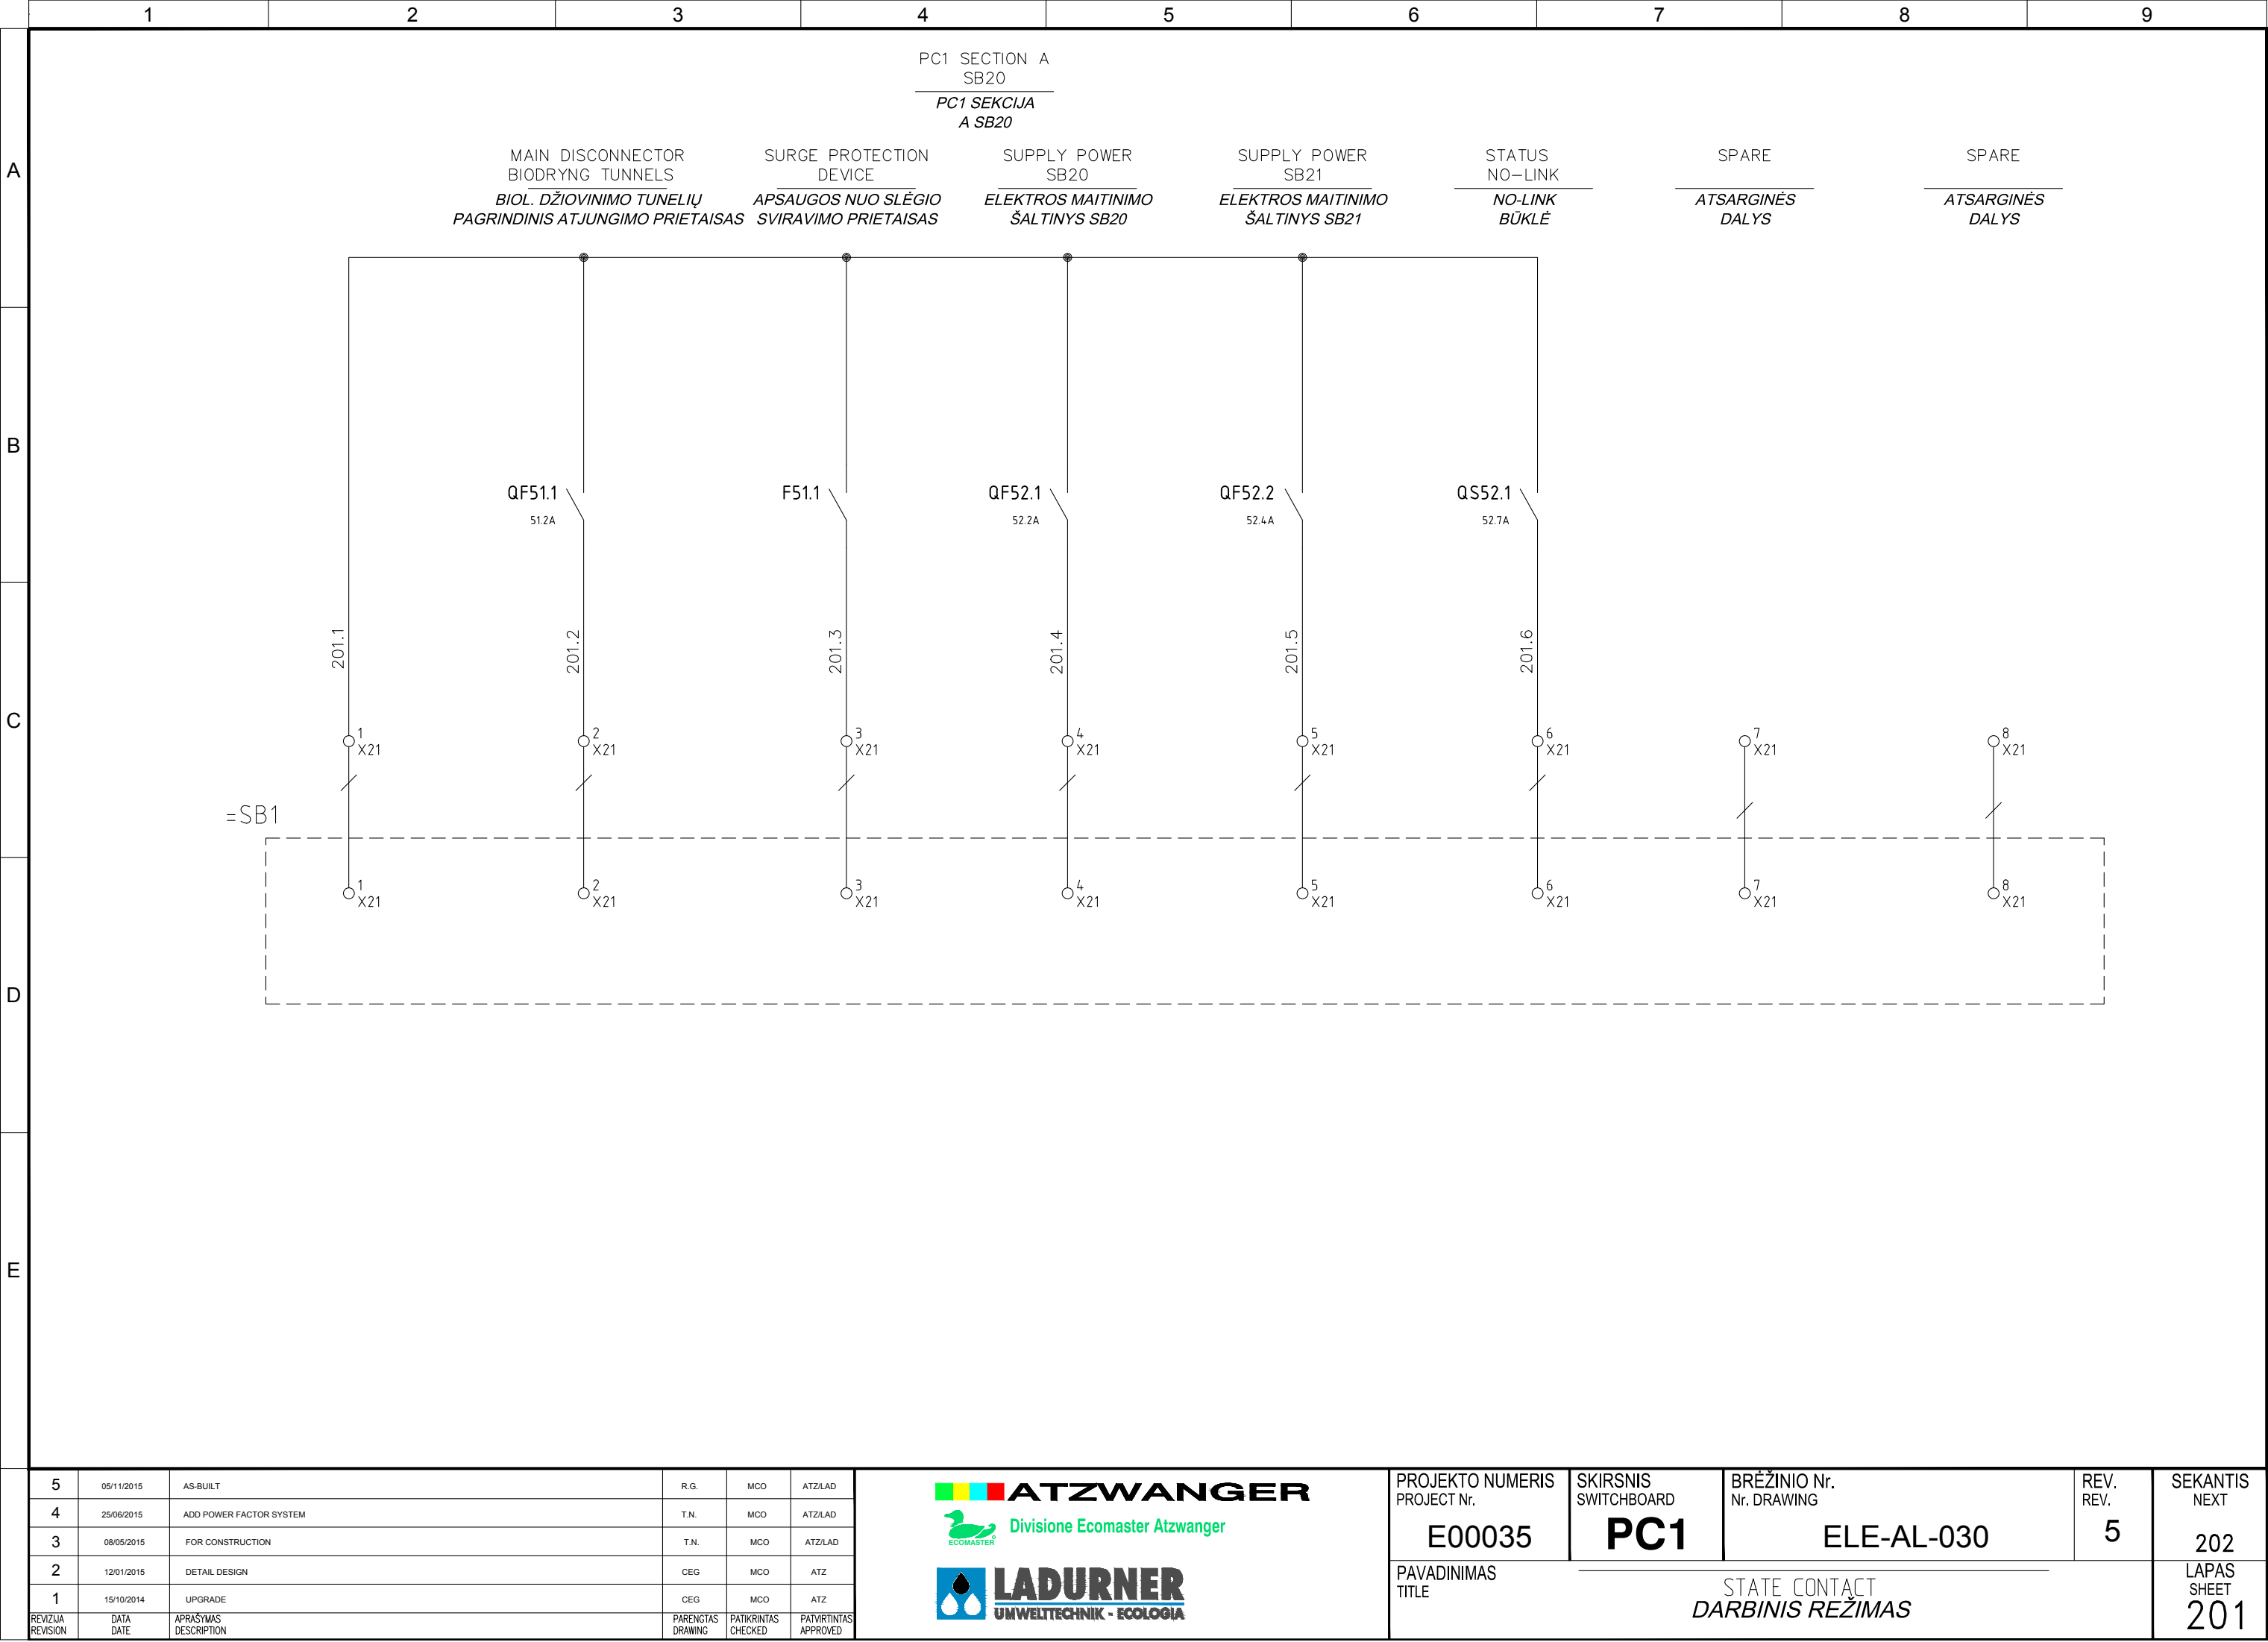 1 2 3 4 5 6 7 8 9
A
B
C
D
E
PC1 SECTION A
SB20
PC1 SEKCIJA
A SB20
MAIN DISCONNECTOR
BIODRYNG TUNNELS
BIOL. DŽIOVINIMO TUNELIŲ
PAGRINDINIS ATJUNGIMO PRIETAISAS
SURGE PROTECTION
DEVICE
APSAUGOS NUO SLĖGIO
SVIRAVIMO PRIETAISAS
SUPPLY POWER
SB20
ELEKTROS MAITINIMO
ŠALTINYS SB20
SUPPLY POWER
SB21
ELEKTROS MAITINIMO
ŠALTINYS SB21
STATUS
NO-LINK
NO-LINK
BŪKLĖ
SPARE
ATSARGINĖS
DALYS
SPARE
ATSARGINĖS
DALYS
QF51.1
51.2A
F51.1
QF52.1
52.2A
QF52.2
52.4A
QS52.1
52.7A
201.1
201.2
201.3
201.4
201.5
201.6
1
X21
2
X21
3
X21
4
X21
5
X21
6
X21
7
X21
8
X21
=SB1
1
X21
2
X21
3
X21
4
X21
5
X21
6
X21
7
X21
8
X21
5 05/11/2015 AS-BUILT R.G. MCO ATZ/LAD
4 25/06/2015 ADD POWER FACTOR SYSTEM T.N. MCO ATZ/LAD
3 08/05/2015 FOR CONSTRUCTION T.N. MCO ATZ/LAD
2 12/01/2015 DETAIL DESIGN CEG MCO ATZ
1 15/10/2014 UPGRADE CEG MCO ATZ
REVIZIJA DATA APRAŠYMAS PARENGTAS PATIKRINTAS PATVIRTINTAS
REVISION DATE DESCRIPTION DRAWING CHECKED APPROVED
ATZWANGER
ECOMASTER
Divisione Ecomaster Atzwanger
LADURNER
UMWELTTECHNIK - ECOLOGIA
PROJEKTO NUMERIS
PROJECT Nr.
E00035
SKIRSNIS
SWITCHBOARD
PC1
BRĖŽINIO Nr.
Nr. DRAWING
ELE-AL-030
REV.
REV.
5
SEKANTIS
NEXT
202
PAVADINIMAS
TITLE
STATE CONTACT
DARBINIS REŽIMAS
LAPAS
SHEET
201